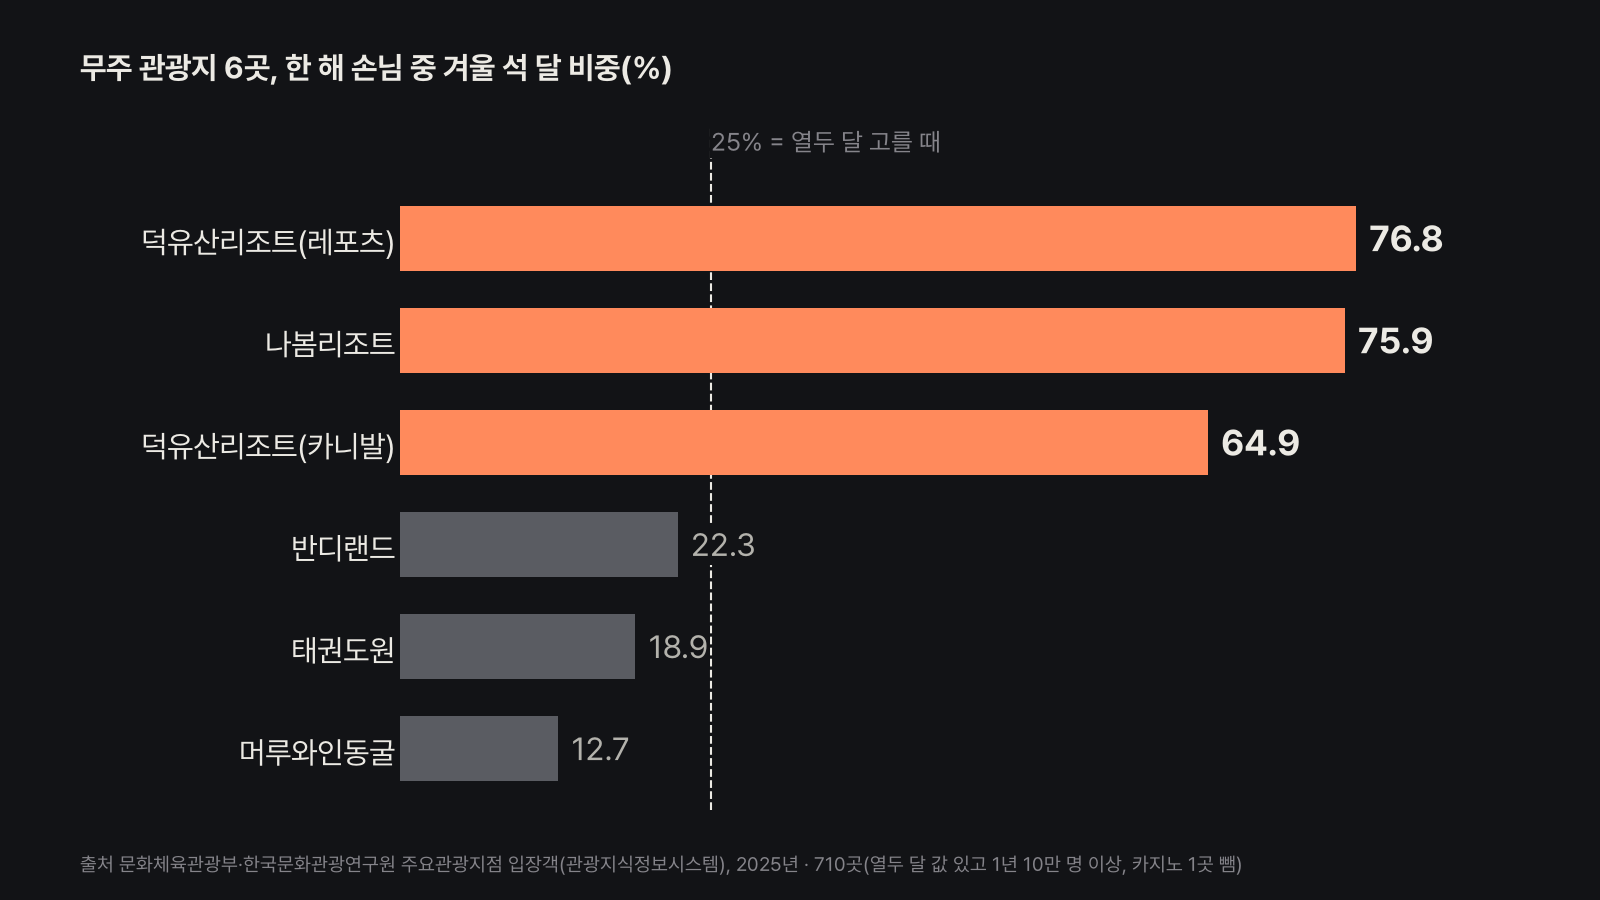 무주 관광지 6곳, 한 해 손님 중 겨울 석 달 비중(%)
25% = 열두 달 고를 때
덕유산리조트(레포츠) 76.8
나봄리조트 75.9
덕유산리조트(카니발) 64.9
반디랜드 22.3
태권도원 18.9
머루와인동굴 12.7
출처 문화체육관광부·한국문화관광연구원 주요관광지점 입장객(관광지식정보시스템), 2025년 · 710곳(열두 달 값 있고 1년 10만 명 이상, 카지노 1곳 뺌)